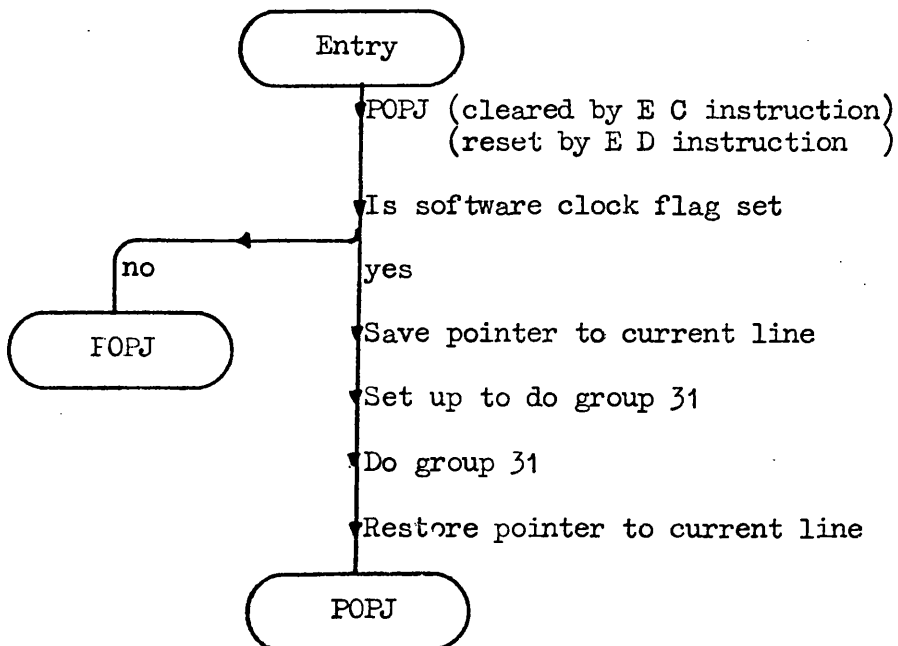 Entry
POPJ (cleared by E C instruction)
(reset by E D instruction )
Is software clock flag set
no
yes
FOPJ
Save pointer to current line
Set up to do group 31
Do group 31
Restore pointer to current line
POPJ